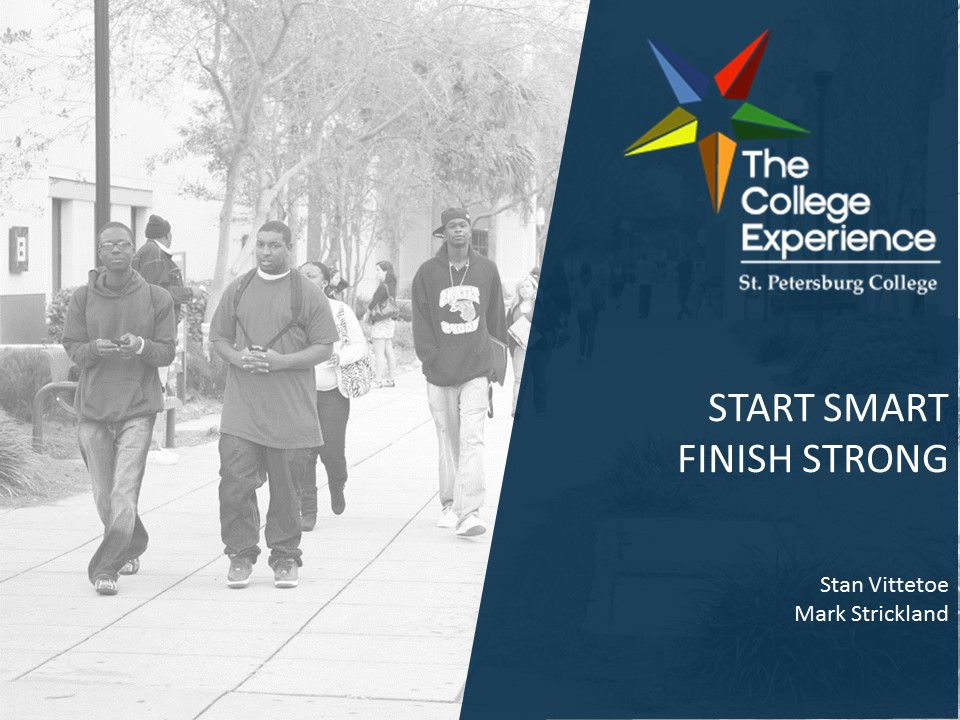 The
College
Experience
St. Petersburg College
START SMART
FINISH STRONG
Stan Vittetoe
Mark Strickland